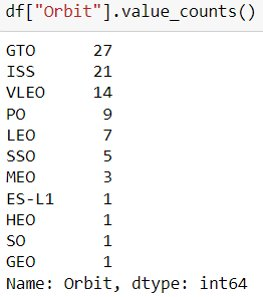 df["Orbit"].value_counts()
GTO 27
ISS 21
VLEO 14
PO 9
LEO 7
SSO 5
MEO 3
ES-L1 1
HEO 1
SO 1
GEO 1
Name: Orbit, dtype: int64